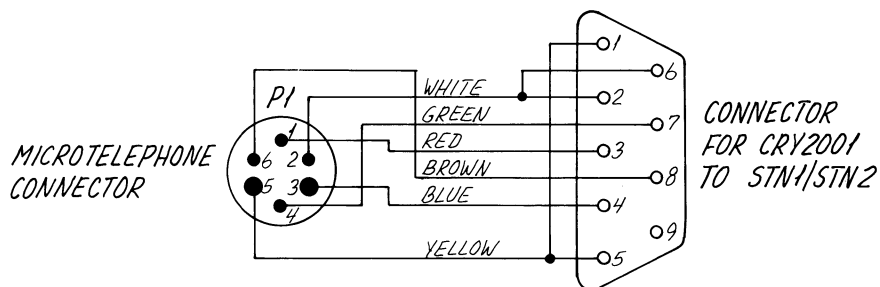 MICROTELEPHONE
CONNECTOR
P1
1
6
2
5
3
4
WHITE
GREEN
RED
BROWN
BLUE
YELLOW
1
6
2
7
3
8
4
9
5
CONNECTOR
FOR CRY2001
TO STN1/STN2